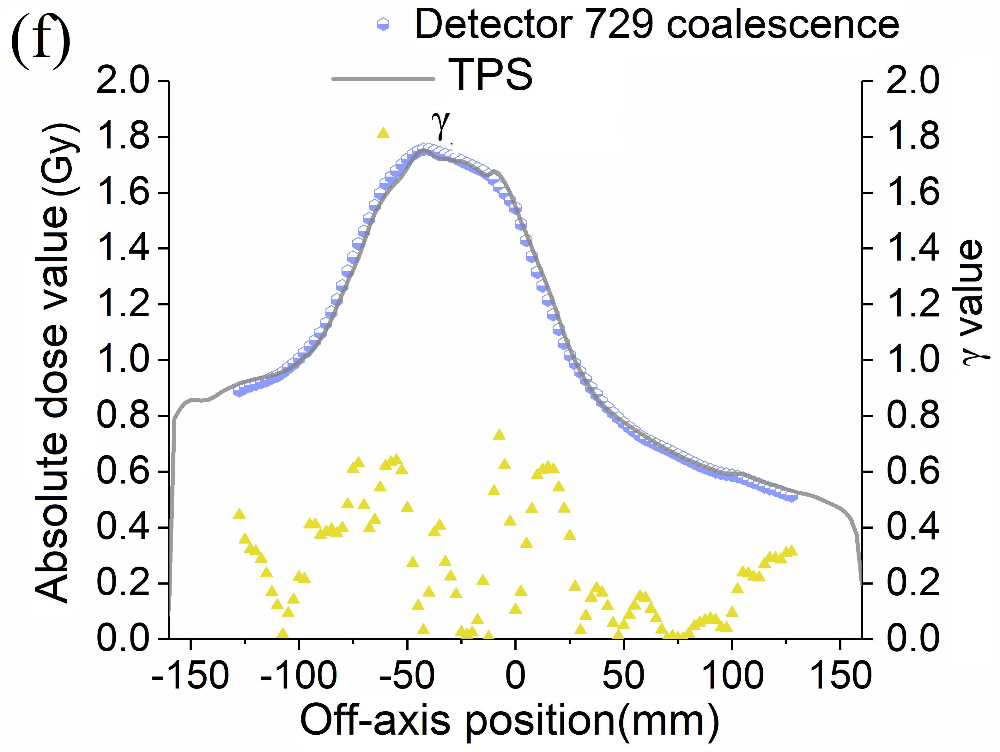 (f)
Detector 729 coalescence
TPS
γ
2.0
1.8
1.6
1.4
1.2
1.0
0.8
0.6
0.4
0.2
0.0
Absolute dose value (Gy)
2.0
1.8
1.6
1.4
1.2
1.0
0.8
0.6
0.4
0.2
0.0
γ value
-150 -100 -50 0 50 100 150
Off-axis position(mm)